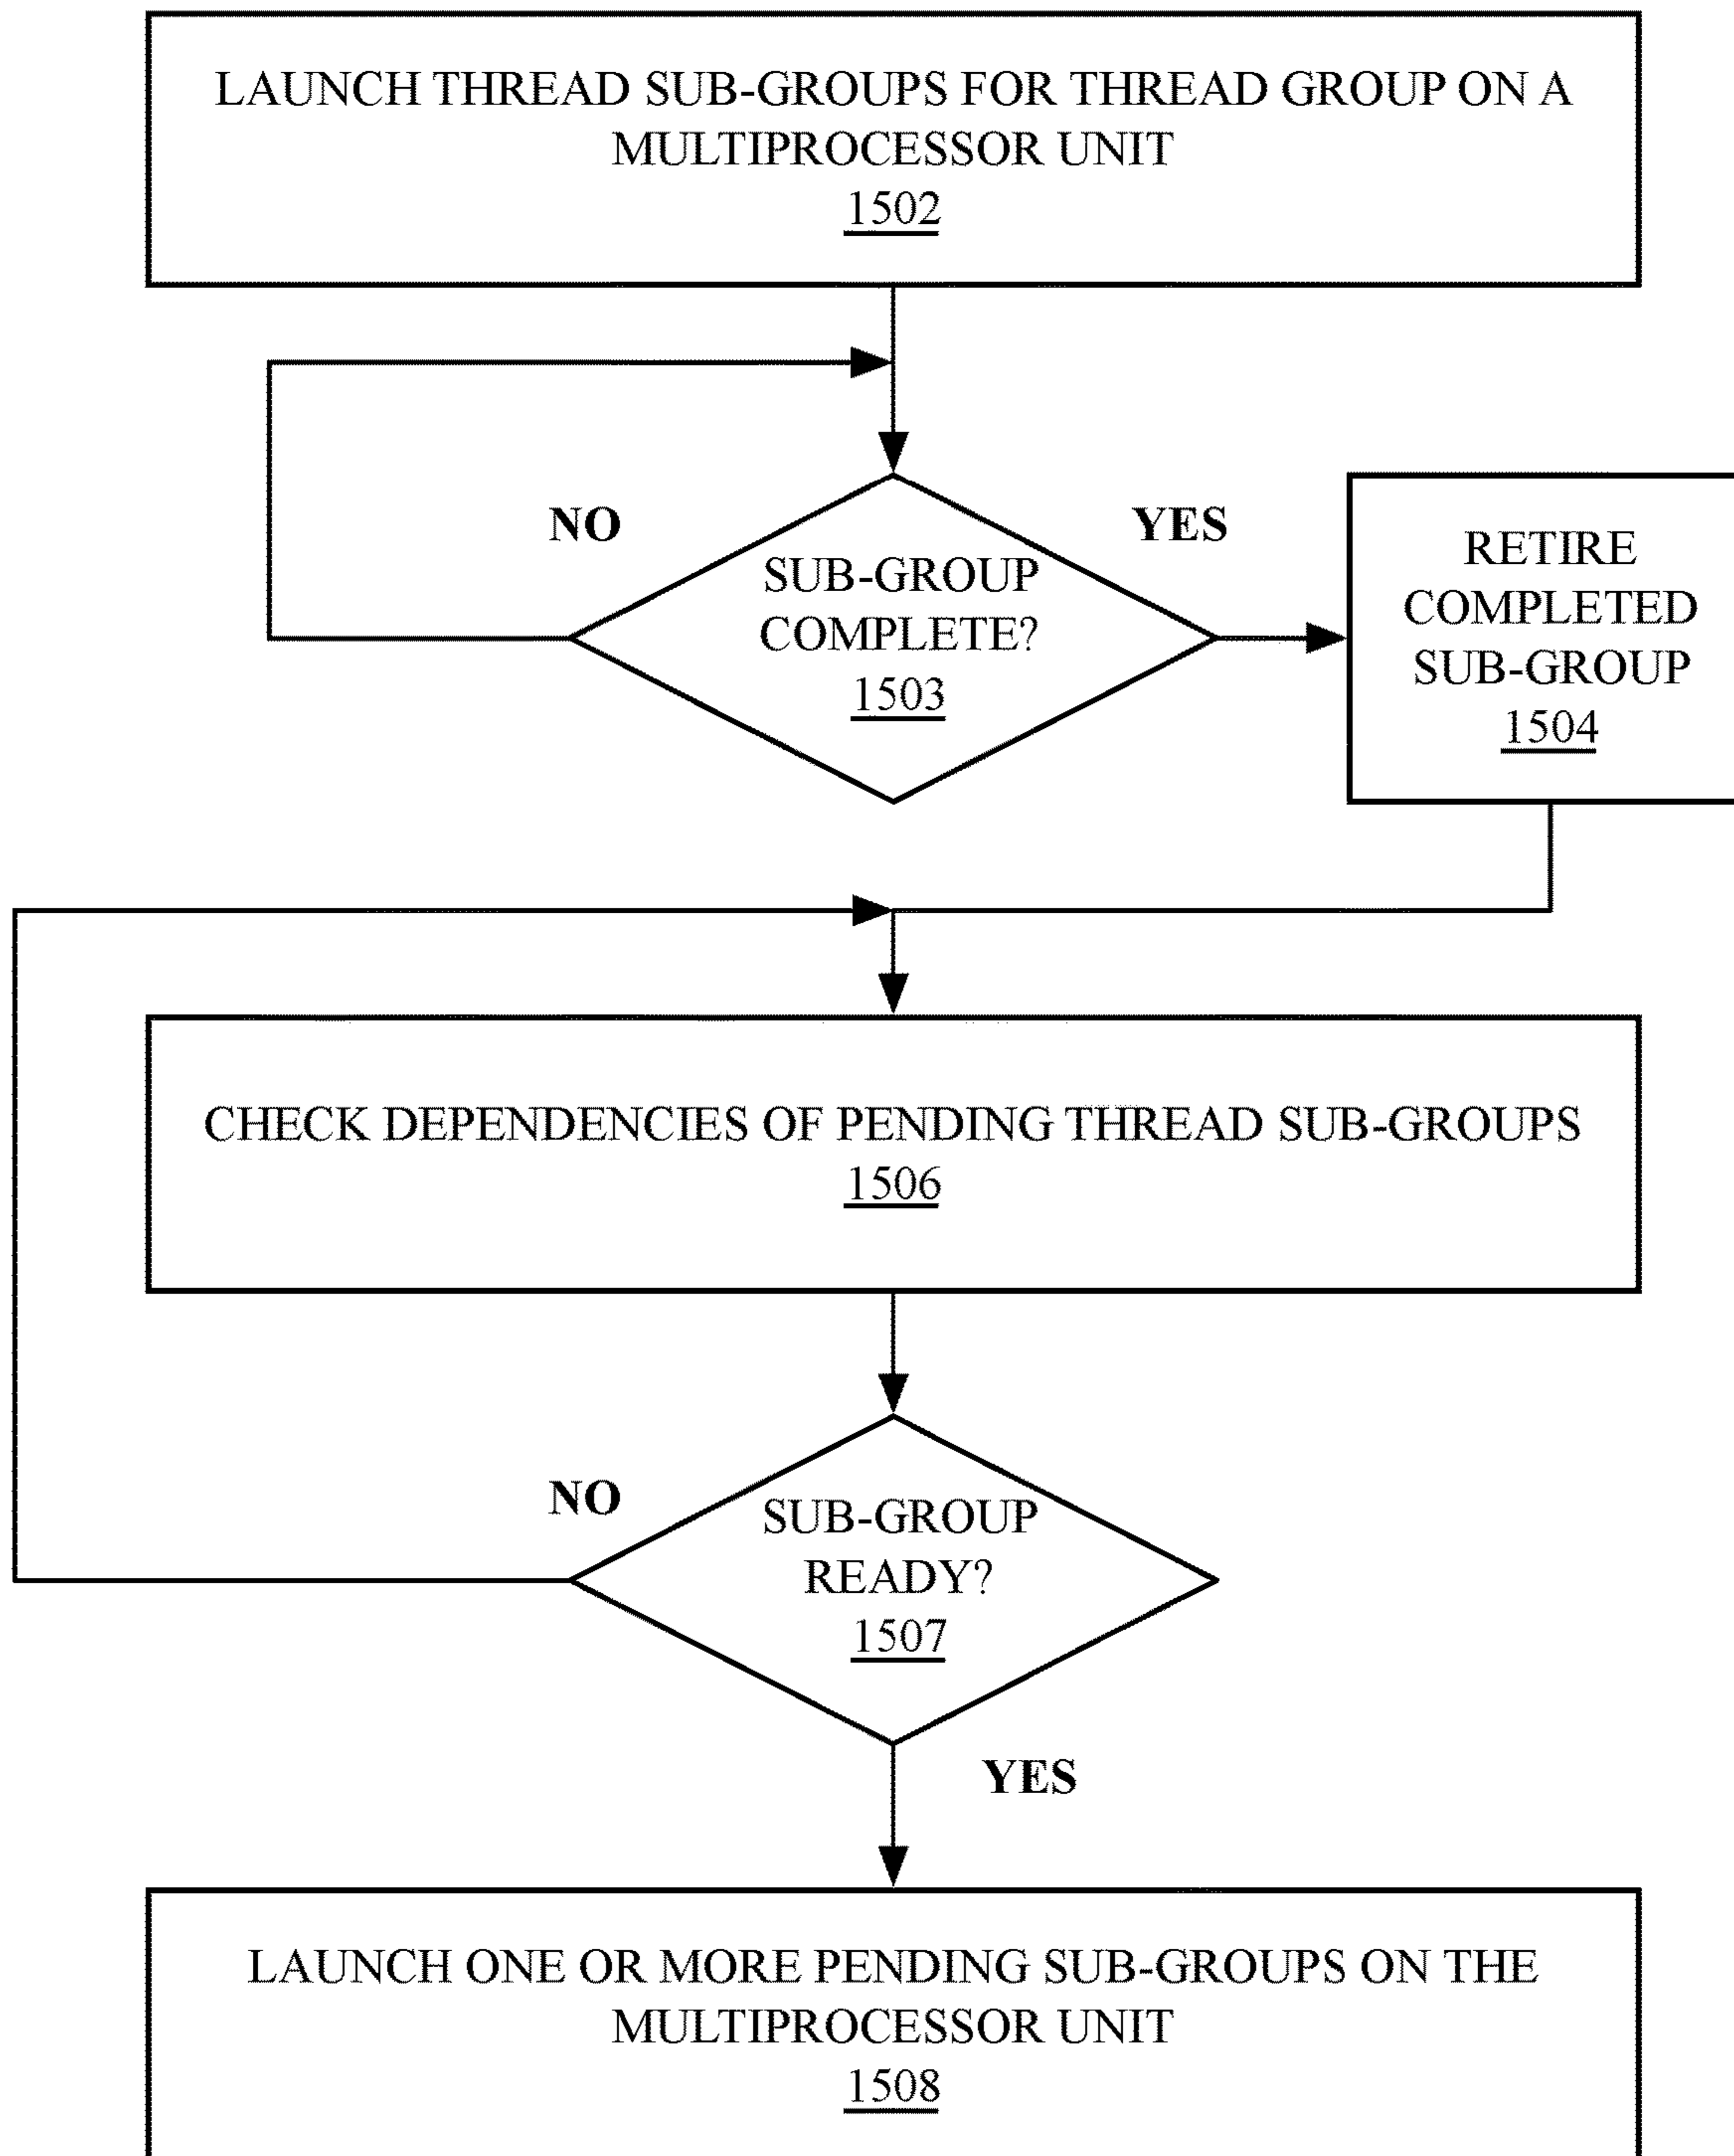 LAUNCH THREAD SUB-GROUPS FOR THREAD GROUP ON A
MULTIPROCESSOR UNIT
1502
NO
YES
SUB-GROUP
COMPLETE?
1503
RETIRE
COMPLETED
SUB-GROUP
1504
CHECK DEPENDENCIES OF PENDING THREAD SUB-GROUPS
1506
NO
SUB-GROUP
READY?
1507
YES
LAUNCH ONE OR MORE PENDING SUB-GROUPS ON THE
MULTIPROCESSOR UNIT
1508